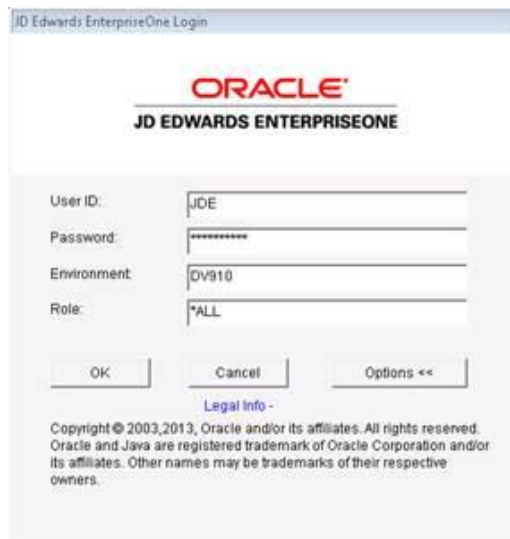 JD Edwards EnterpriseOne Login
ORACLE'
JD EDWARDS ENTERPRISEONE
User ID: JDE
Password: **********
Environment: DV910
Role: *ALL
OK Cancel Options <<
Legal Info -
Copyright © 2003,2013, Oracle and/or its affiliates. All rights reserved.
Oracle and Java are registered trademark of Oracle Corporation and/or
its affiliates. Other names may be trademarks of their respective
owners.